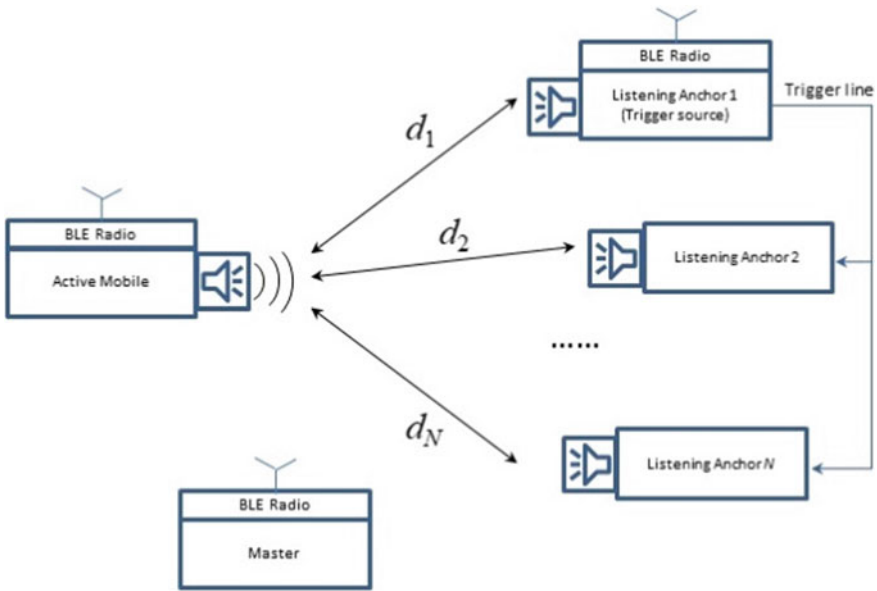 BLE Radio
Listening Anchor 1
(Trigger source)
Trigger line
d1
BLE Radio
Active Mobile
d2
Listening Anchor 2
......
dN
Listening Anchor N
BLE Radio
Master